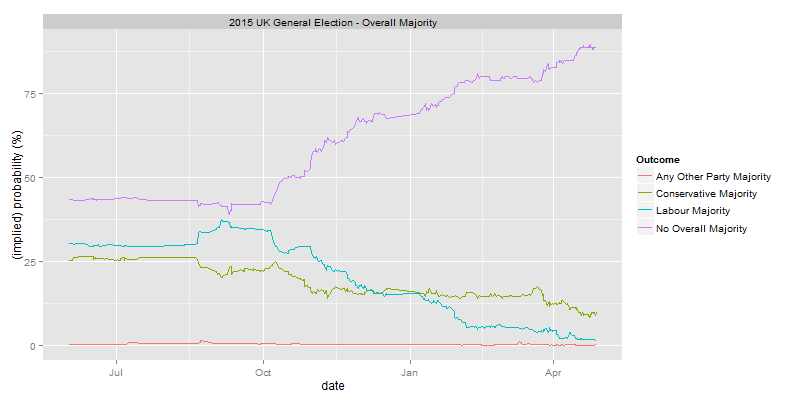 2015 UK General Election - Overall Majority
(implied) probability (%)
75
50
25
0
Jul
Oct
Jan
Apr
date
Outcome
Any Other Party Majority
Conservative Majority
Labour Majority
No Overall Majority